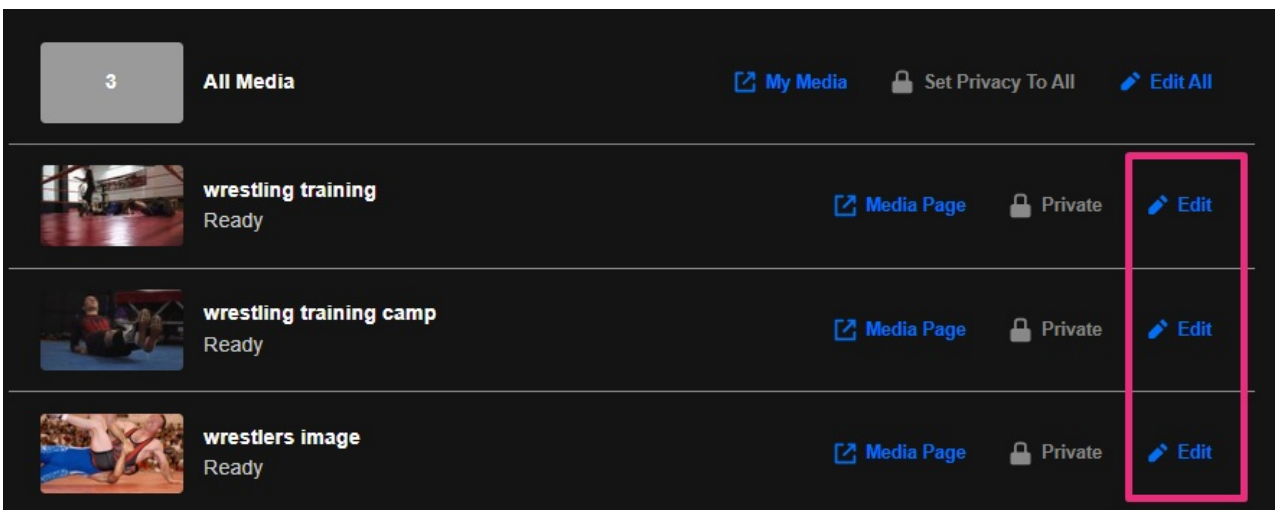 3 All Media My Media Set Privacy To All Edit All
wrestling training
Ready
Media Page Private Edit
wrestling training camp
Ready
Media Page Private Edit
wrestlers image
Ready
Media Page Private Edit